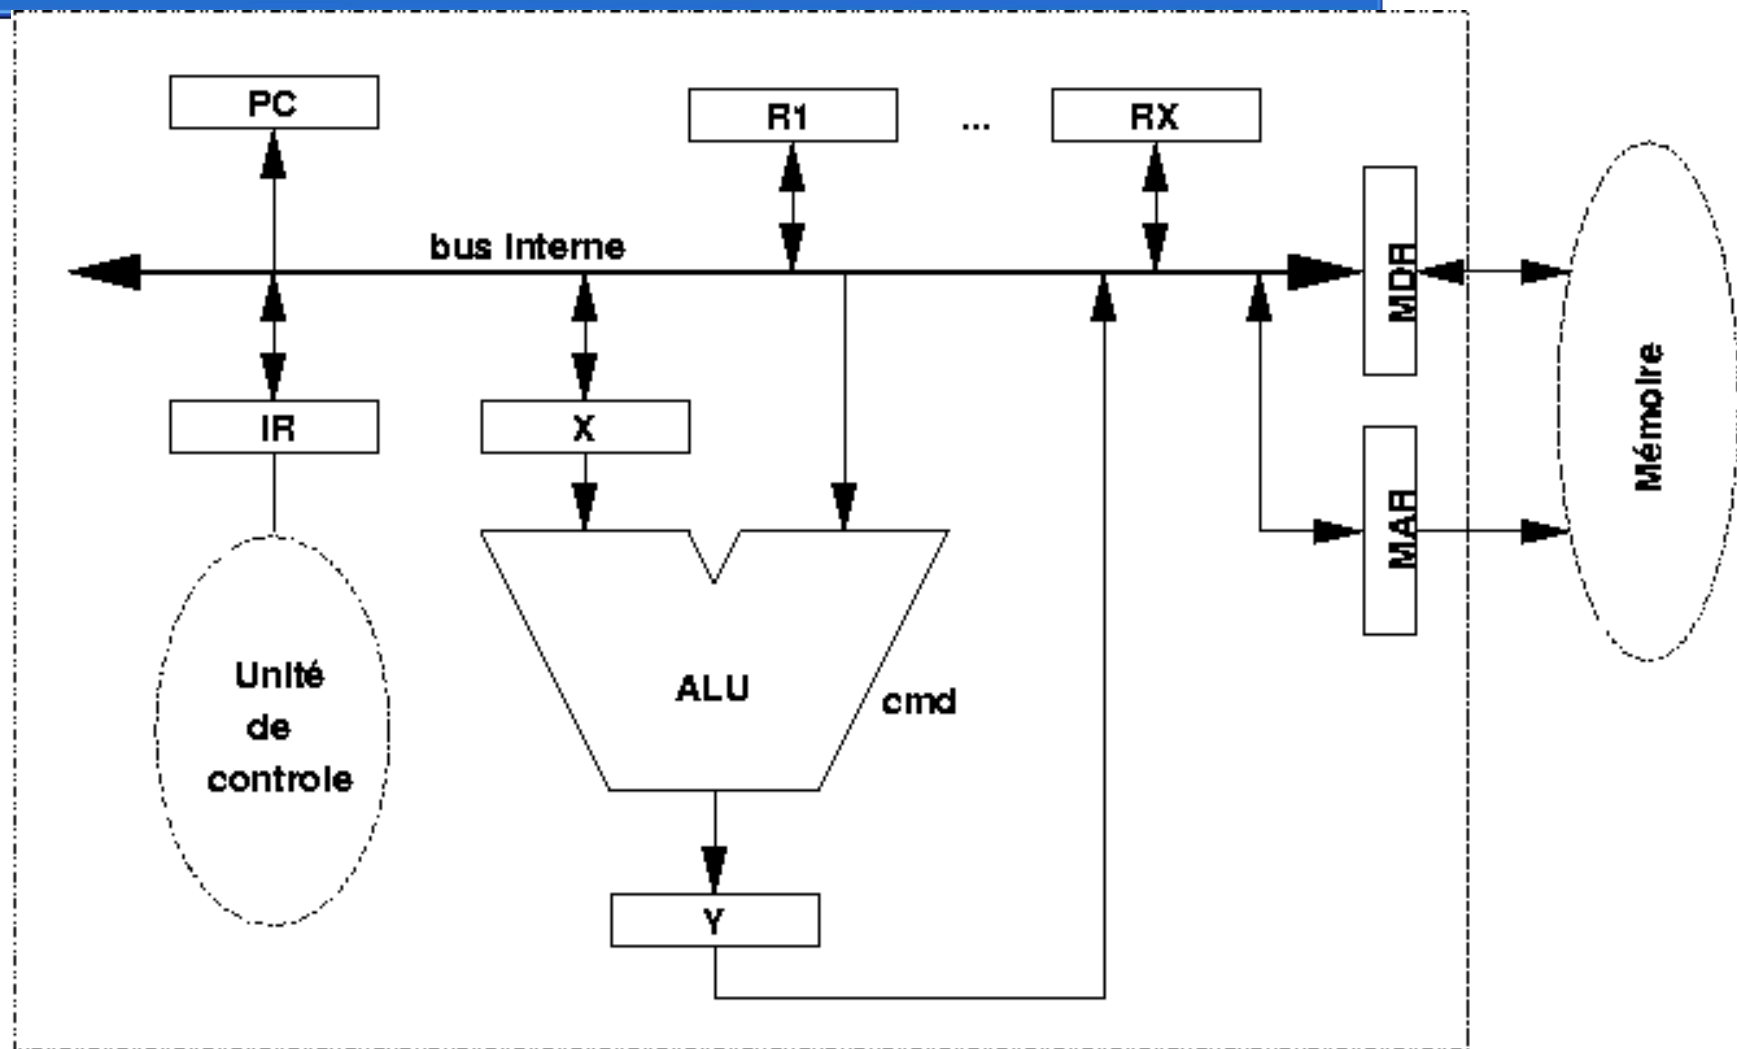 PC
R1
...
RX
bus Interne
MDR
IR
X
Mémoire
MAR
Unité
de
controle
ALU
cmd
Y